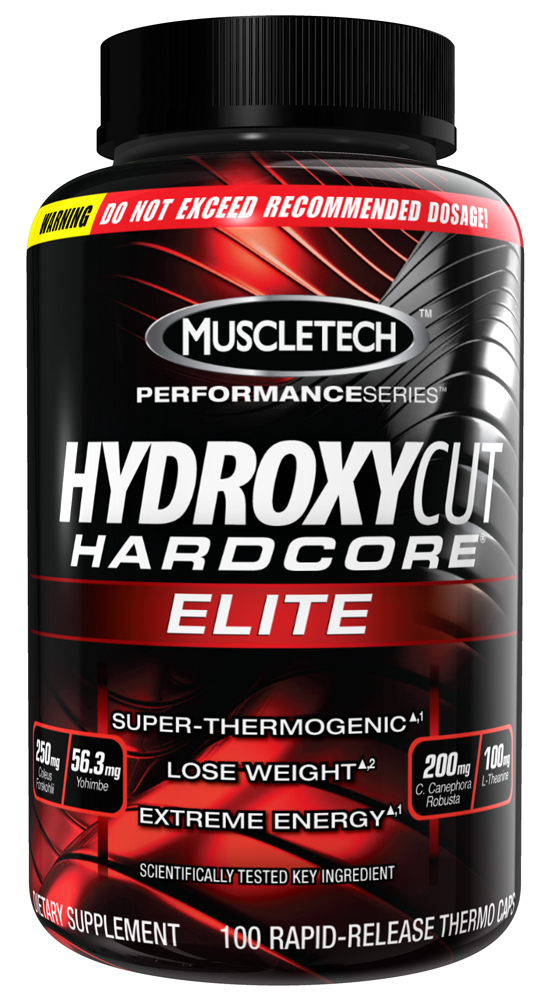 WARNING DO NOT EXCEED RECOMMENDED DOSAGE!
MUSCLETECH™
PERFORMANCESERIES™
HYDROXYCUT
HARDCORE®
ELITE
SUPER-THERMOGENIC▲,1
LOSE WEIGHT▲,2
EXTREME ENERGY▲,1
250mg
Coleus
Forskohlii
56.3mg
Yohimbe
200mg
C. Canephora
Robusta
100mg
L-Theanine
SCIENTIFICALLY TESTED KEY INGREDIENT
DIETARY SUPPLEMENT
100 RAPID-RELEASE THERMO CAPS